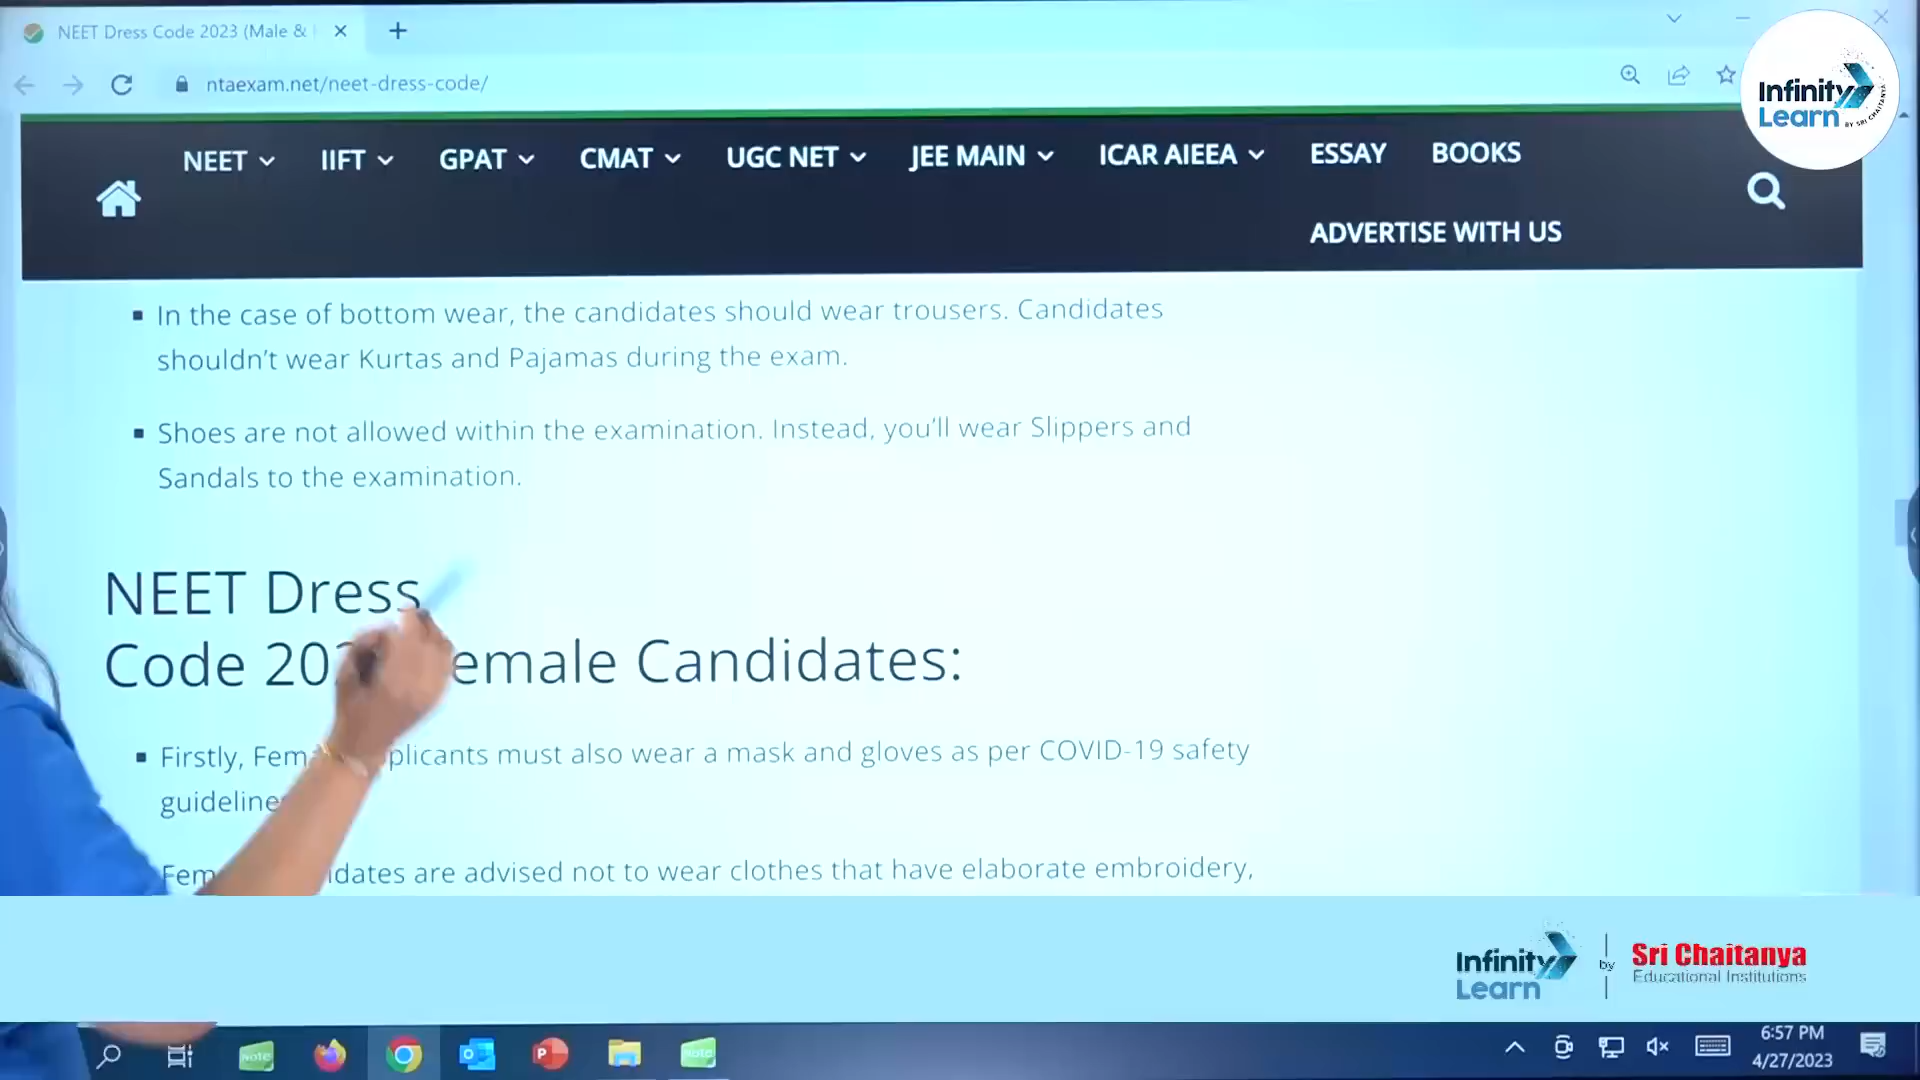 NEET Dress Code 2023 (Male &
ntaexam.net/neet-dress-code/
Infinity
Learn
BY SRI CHAITANYA
NEET IIFT GPAT CMAT UGC NET JEE MAIN ICAR AIEEA ESSAY BOOKS
ADVERTISE WITH US
In the case of bottom wear, the candidates should wear trousers. Candidates
shouldn't wear Kurtas and Pajamas during the exam.
Shoes are not allowed within the examination. Instead, you'll wear Slippers and
Sandals to the examination.
NEET Dress
Code 20 emale Candidates:
Firstly, Fem plicants must also wear a mask and gloves as per COVID-19 safety
guideline
Fem dates are advised not to wear clothes that have elaborate embroidery,
Infinity
Learn
by
Sri Chaitanya
Educational Institutions
Note
Note
6:57 PM
4/27/2023